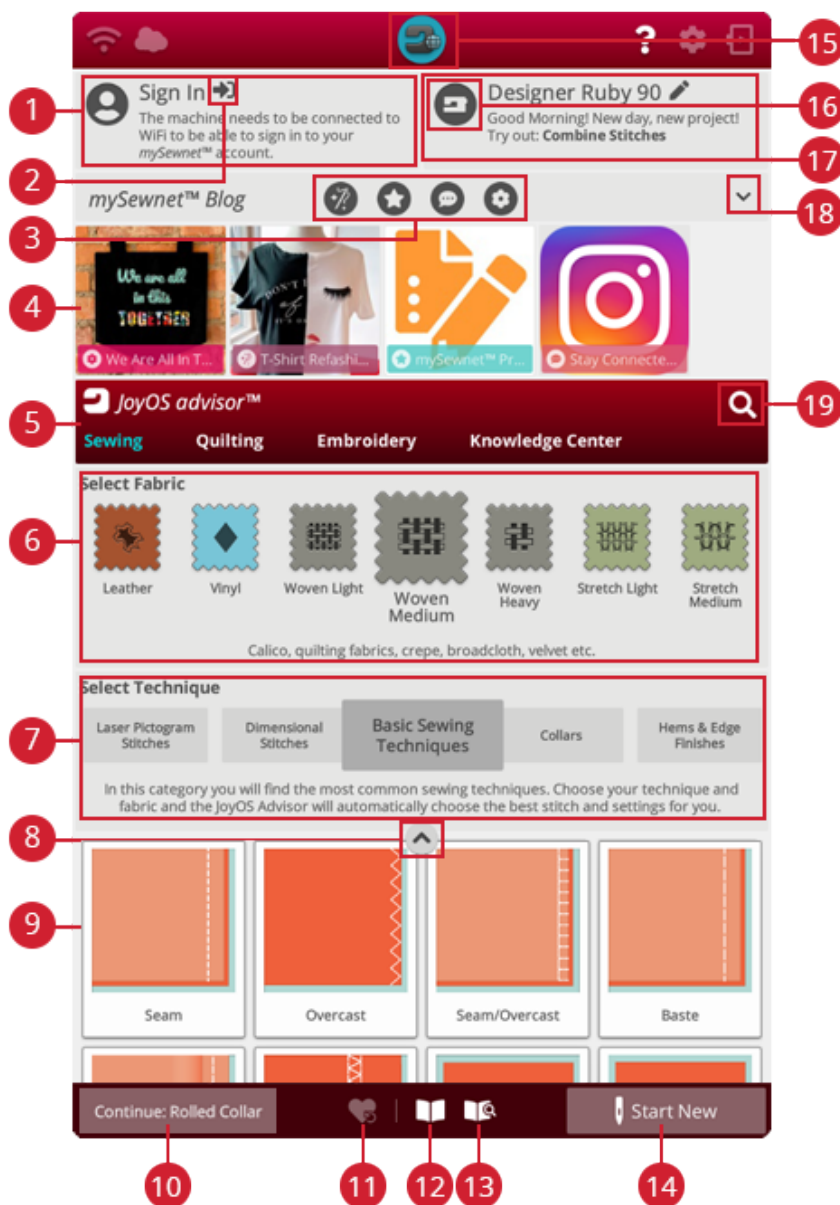 15
1
Sign In
The machine needs to be connected to
WiFi to be able to sign in to your
mySewnet™ account.
Designer Ruby 90
Good Morning! New day, new project!
Try out: Combine Stitches
16
17
2
mySewnet™ Blog
18
3
4
We are all
in this
TOGETHER
DON'T
We Are All In T...
T-Shirt Refashi...
mySewnet™ Pr...
Stay Connecte...
JoyOS advisor™
19
5
Sewing
Quilting
Embroidery
Knowledge Center
Select Fabric
6
Leather
Vinyl
Woven Light
Woven
Medium
Woven
Heavy
Stretch Light
Stretch
Medium
Calico, quilting fabrics, crepe, broadcloth, velvet etc.
Select Technique
7
Laser Pictogram
Stitches
Dimensional
Stitches
Basic Sewing
Techniques
Collars
Hems & Edge
Finishes
In this category you will find the most common sewing techniques. Choose your technique and
fabric and the JoyOS Advisor will automatically choose the best stitch and settings for you.
8
9
Seam
Overcast
Seam/Overcast
Baste
Continue: Rolled Collar
Start New
10
11
12
13
14